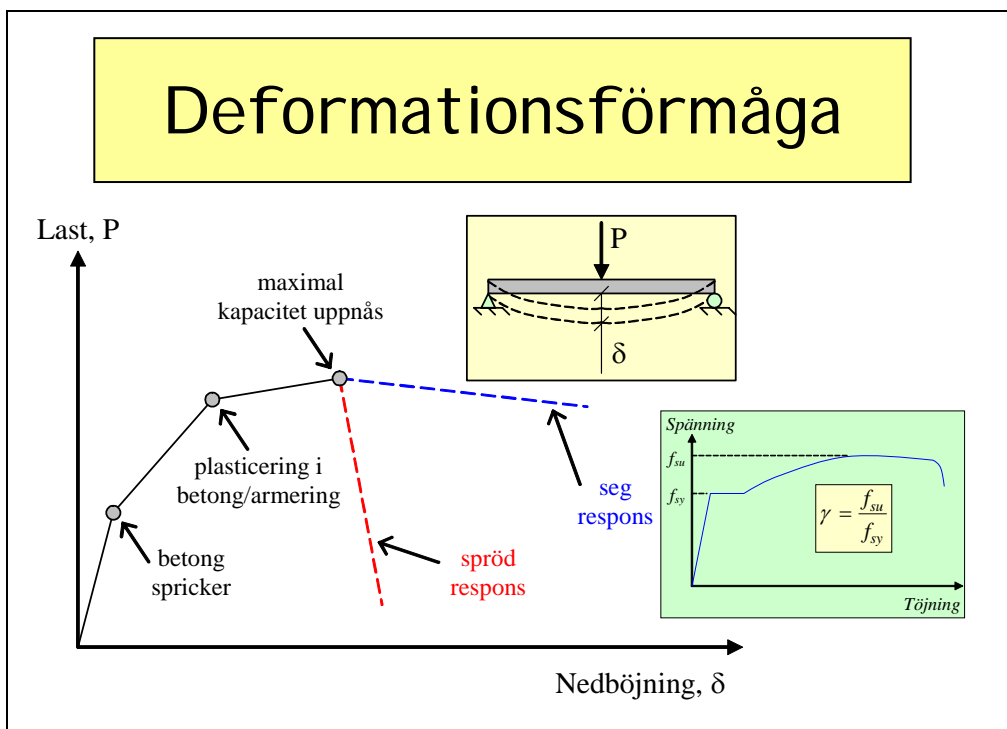 Deformationsförmåga
Last, P
maximal
kapacitet uppnås
P
δ
plasticering i
betong/armering
betong
spricker
spröd
respons
seg
respons
Spänning
f_su
f_sy
γ = f_su / f_sy
Töjning
Nedböjning, δ